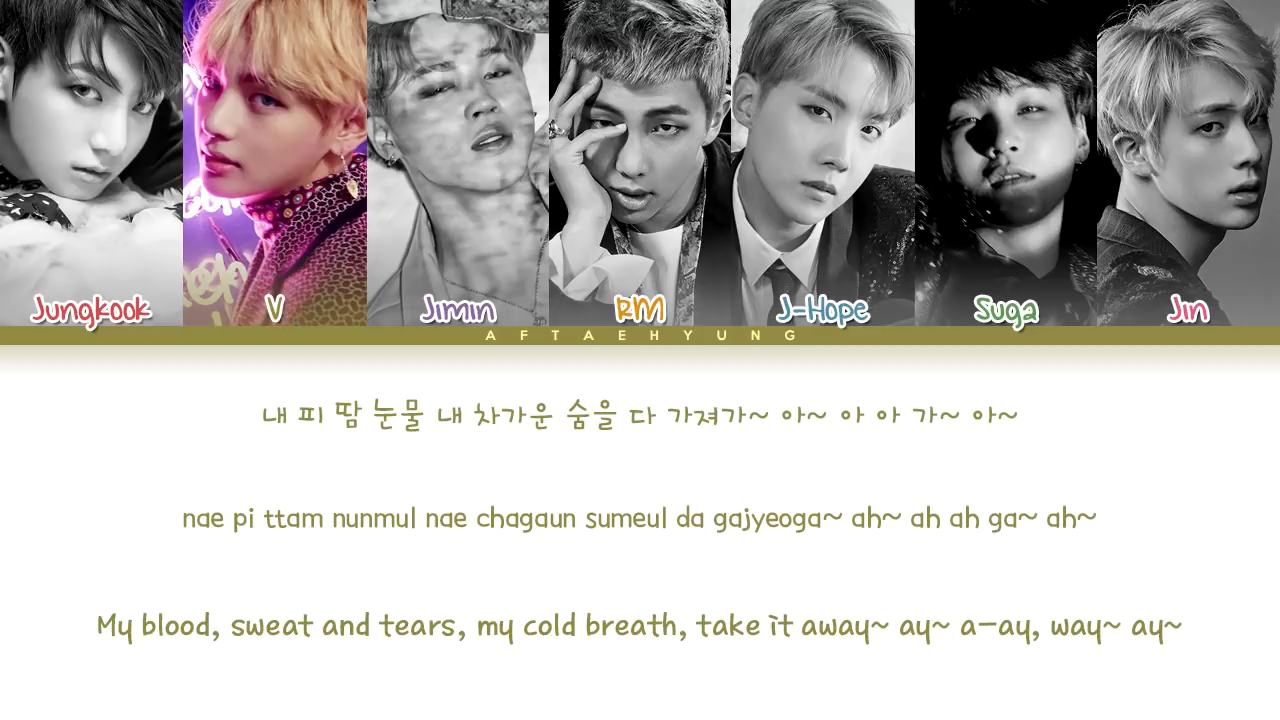 Jungkook V Jimin RM J-Hope Suga Jin
AFTAEHYUNG
내 피 땀 눈물 내 차가운 숨을 다 가져가~ 아~ 아 아 가~ 아~
nae pi ttam nunmul nae chagaun sumeul da gajyeoga~ ah~ ah ah ga~ ah~
My blood, sweat and tears, my cold breath, take it away~ ay~ a-ay, way~ ay~